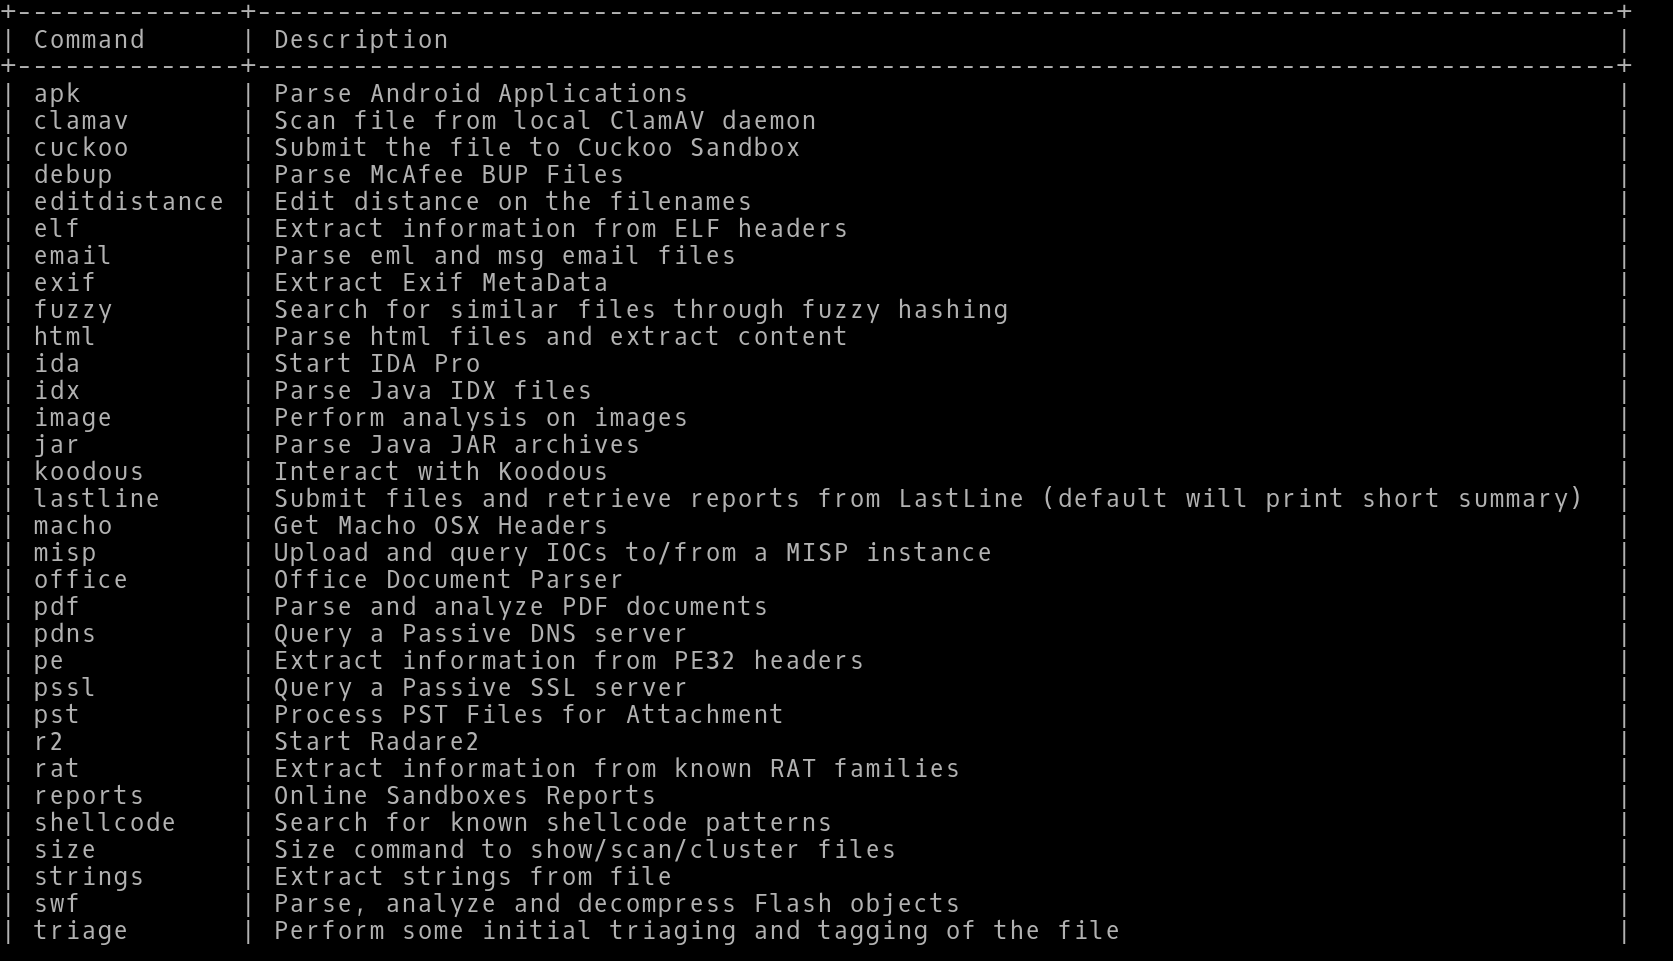 +--------------+-------------------------------------------------------------------------------------+
| Command      | Description                                                                         |
+--------------+-------------------------------------------------------------------------------------+
| apk          | Parse Android Applications                                                          |
| clamav       | Scan file from local ClamAV daemon                                                  |
| cuckoo       | Submit the file to Cuckoo Sandbox                                                   |
| debup        | Parse McAfee BUP Files                                                              |
| editdistance | Edit distance on the filenames                                                      |
| elf          | Extract information from ELF headers                                                |
| email        | Parse eml and msg email files                                                       |
| exif         | Extract Exif MetaData                                                               |
| fuzzy        | Search for similar files through fuzzy hashing                                      |
| html         | Parse html files and extract content                                                |
| ida          | Start IDA Pro                                                                       |
| idx          | Parse Java IDX files                                                                |
| image        | Perform analysis on images                                                          |
| jar          | Parse Java JAR archives                                                             |
| koodous      | Interact with Koodous                                                               |
| lastline     | Submit files and retrieve reports from LastLine (default will print short summary)  |
| macho        | Get Macho OSX Headers                                                               |
| misp         | Upload and query IOCs to/from a MISP instance                                       |
| office       | Office Document Parser                                                              |
| pdf          | Parse and analyze PDF documents                                                     |
| pdns         | Query a Passive DNS server                                                          |
| pe           | Extract information from PE32 headers                                               |
| pssl         | Query a Passive SSL server                                                          |
| pst          | Process PST Files for Attachment                                                    |
| r2           | Start Radare2                                                                       |
| rat          | Extract information from known RAT families                                         |
| reports      | Online Sandboxes Reports                                                            |
| shellcode    | Search for known shellcode patterns                                                 |
| size         | Size command to show/scan/cluster files                                             |
| strings      | Extract strings from file                                                           |
| swf          | Parse, analyze and decompress Flash objects                                         |
| triage       | Perform some initial triaging and tagging of the file                               |